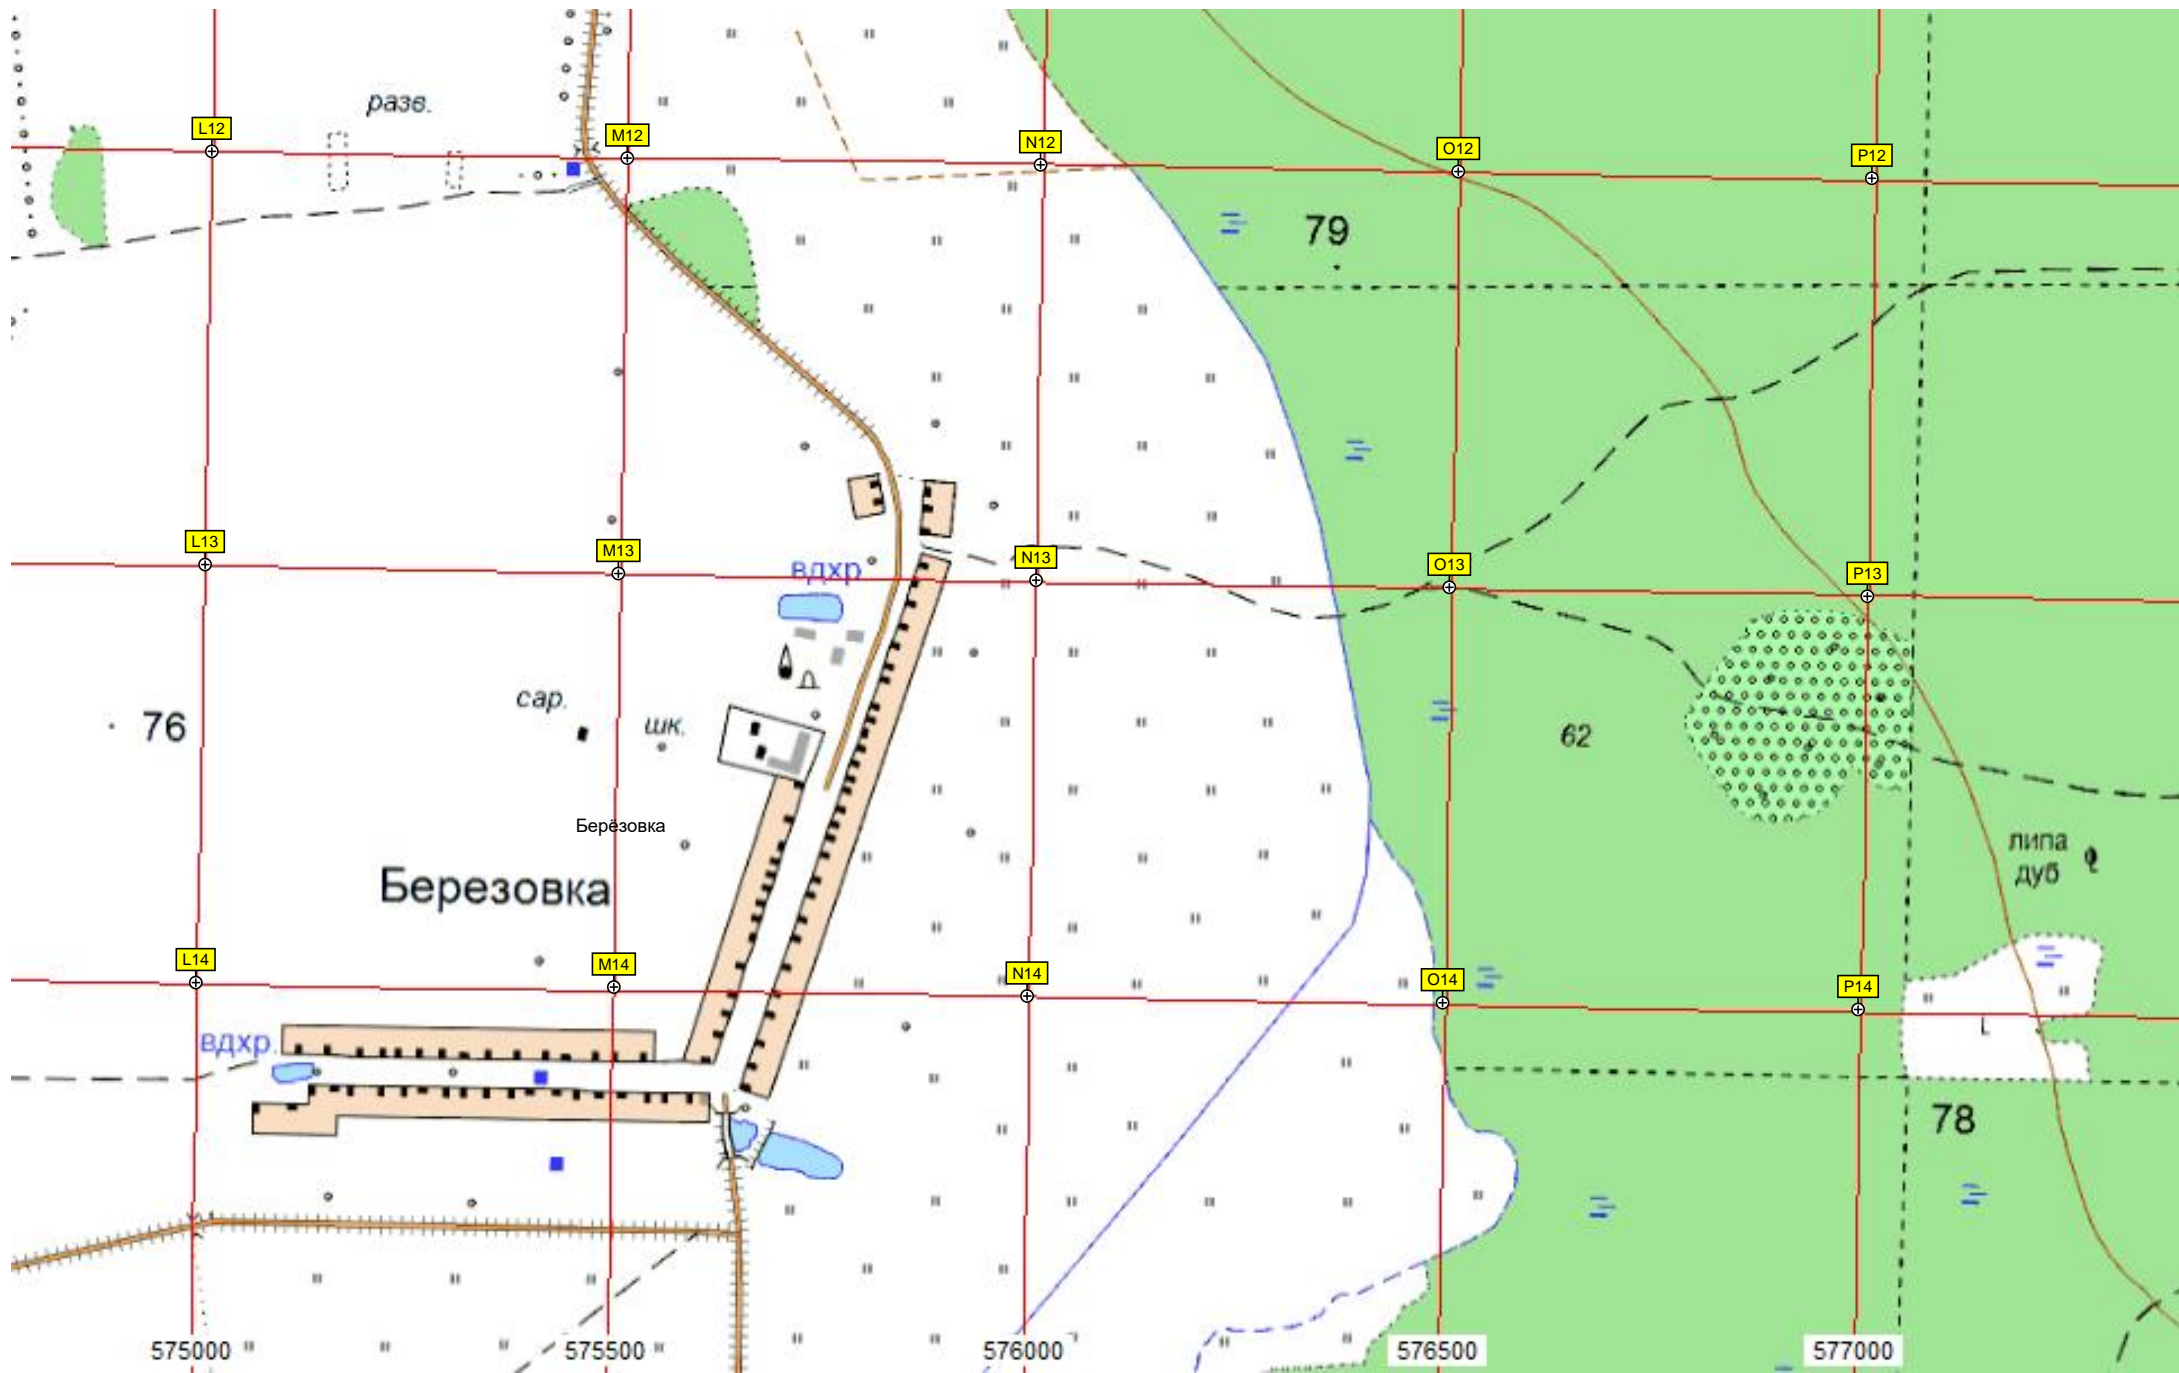 разв.
L12
M12
N12
O12
P12
79
L13
M13
N13
O13
P13
вдхр
сар.
шк.
76
62
Берёзовка
липа
дуб
Березовка
L14
M14
N14
O14
P14
вдхр.
78
575000
575500
576000
576500
577000